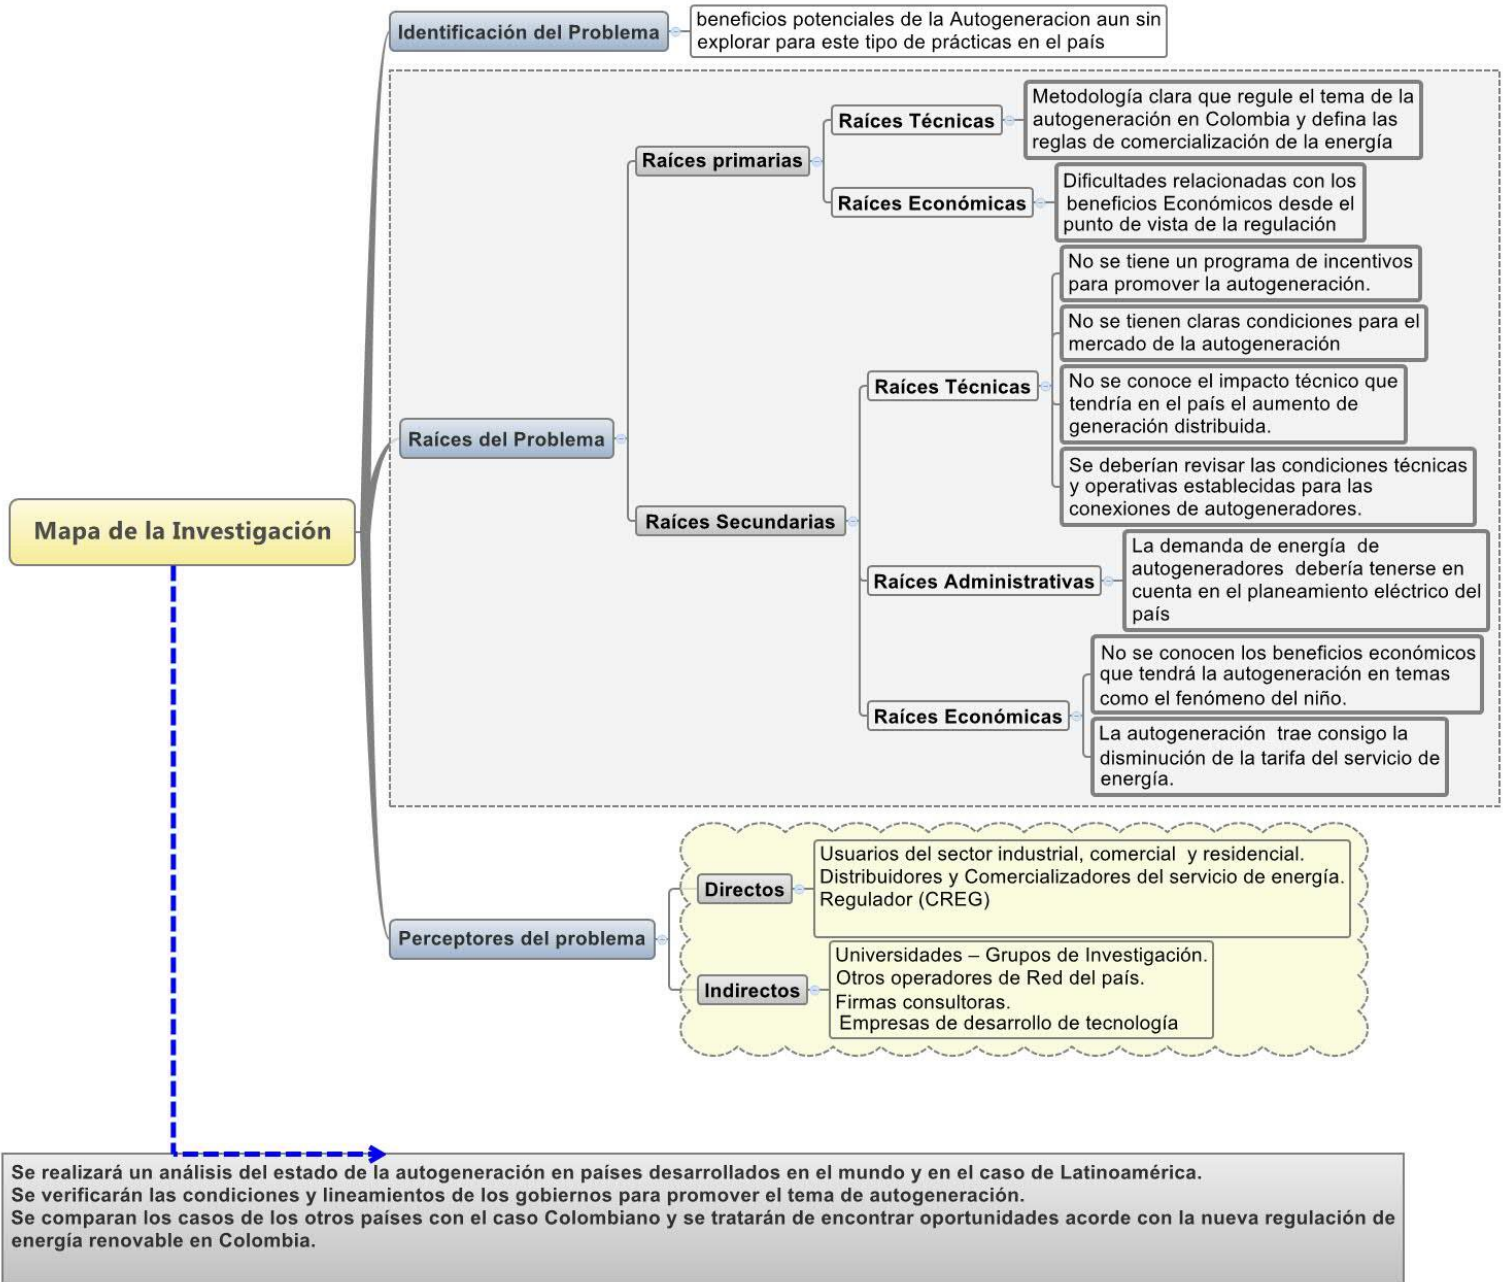 Identificación del Problema
beneficios potenciales de la Autogeneracion aun sin
explorar para este tipo de prácticas en el país
Raíces Técnicas
Metodología clara que regule el tema de la
autogeneración en Colombia y defina las
reglas de comercialización de la energía
Raíces primarias
Raíces Económicas
Dificultades relacionadas con los
beneficios Económicos desde el
punto de vista de la regulación
No se tiene un programa de incentivos
para promover la autogeneración.
No se tienen claras condiciones para el
mercado de la autogeneración
Raíces Técnicas
No se conoce el impacto técnico que
tendría en el país el aumento de
generación distribuida.
Raíces del Problema
Se deberían revisar las condiciones técnicas
y operativas establecidas para las
conexiones de autogeneradores.
Raíces Secundarias
Mapa de la Investigación
Raíces Administrativas
La demanda de energía de
autogeneradores debería tenerse en
cuenta en el planeamiento eléctrico del
país
No se conocen los beneficios económicos
que tendrá la autogeneración en temas
como el fenómeno del niño.
Raíces Económicas
La autogeneración trae consigo la
disminución de la tarifa del servicio de
energía.
Directos
Usuarios del sector industrial, comercial y residencial.
Distribuidores y Comercializadores del servicio de energía.
Regulador (CREG)
Perceptores del problema
Indirectos
Universidades – Grupos de Investigación.
Otros operadores de Red del país.
Firmas consultoras.
Empresas de desarrollo de tecnología
Se realizará un análisis del estado de la autogeneración en países desarrollados en el mundo y en el caso de Latinoamérica.
Se verificarán las condiciones y lineamientos de los gobiernos para promover el tema de autogeneración.
Se comparan los casos de los otros países con el caso Colombiano y se tratarán de encontrar oportunidades acorde con la nueva regulación de
energía renovable en Colombia.